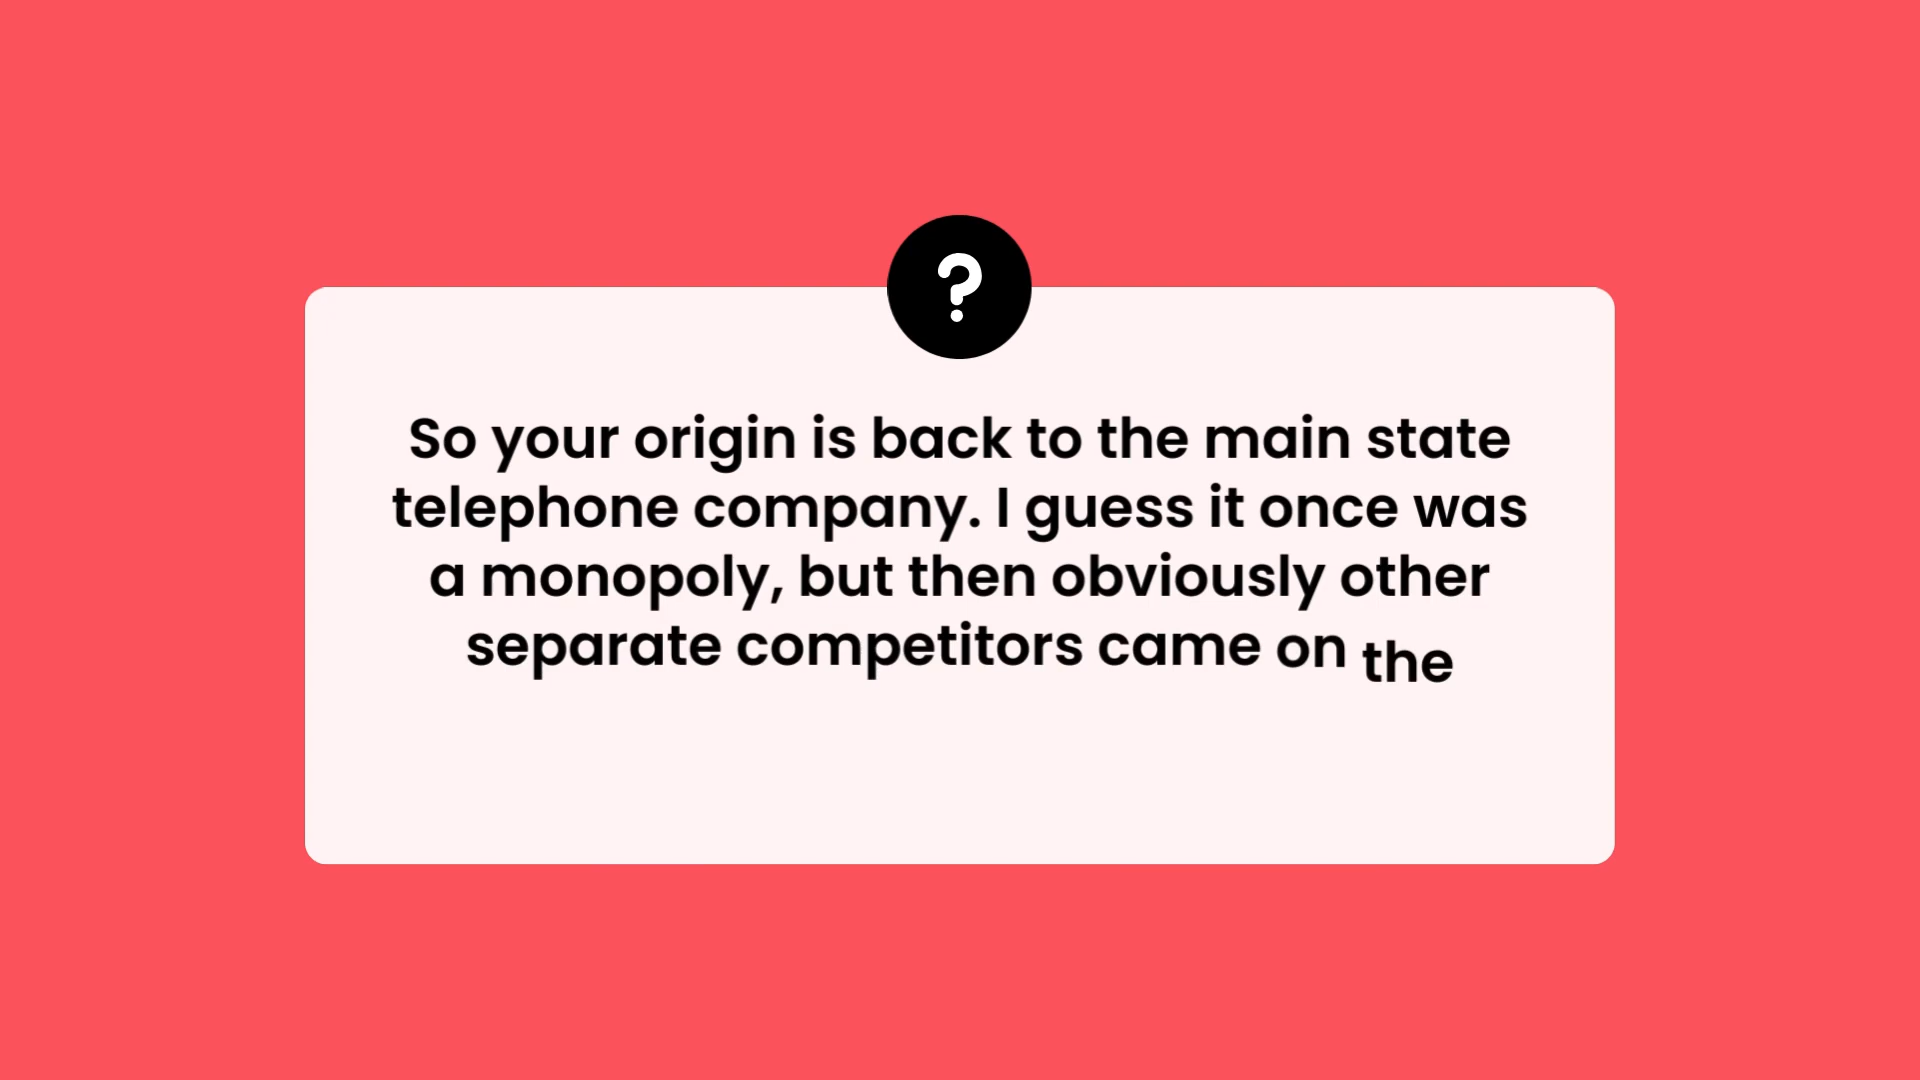 ?
So your origin is back to the main state
telephone company. I guess it once was
a monopoly, but then obviously other
separate competitors came on the